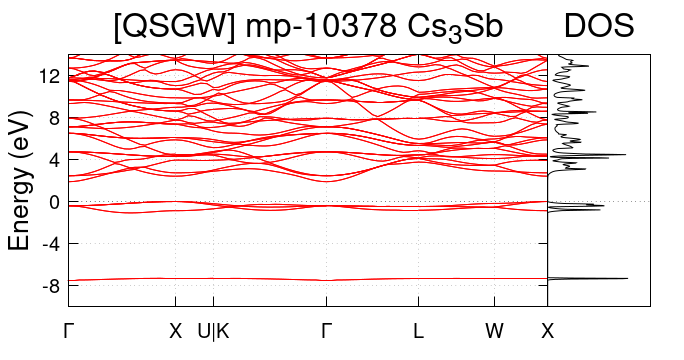 [QSGW] mp-10378 Cs₃Sb DOS
Energy (eV)
12
8
4
0
-4
-8
Γ X U|K Γ L W X